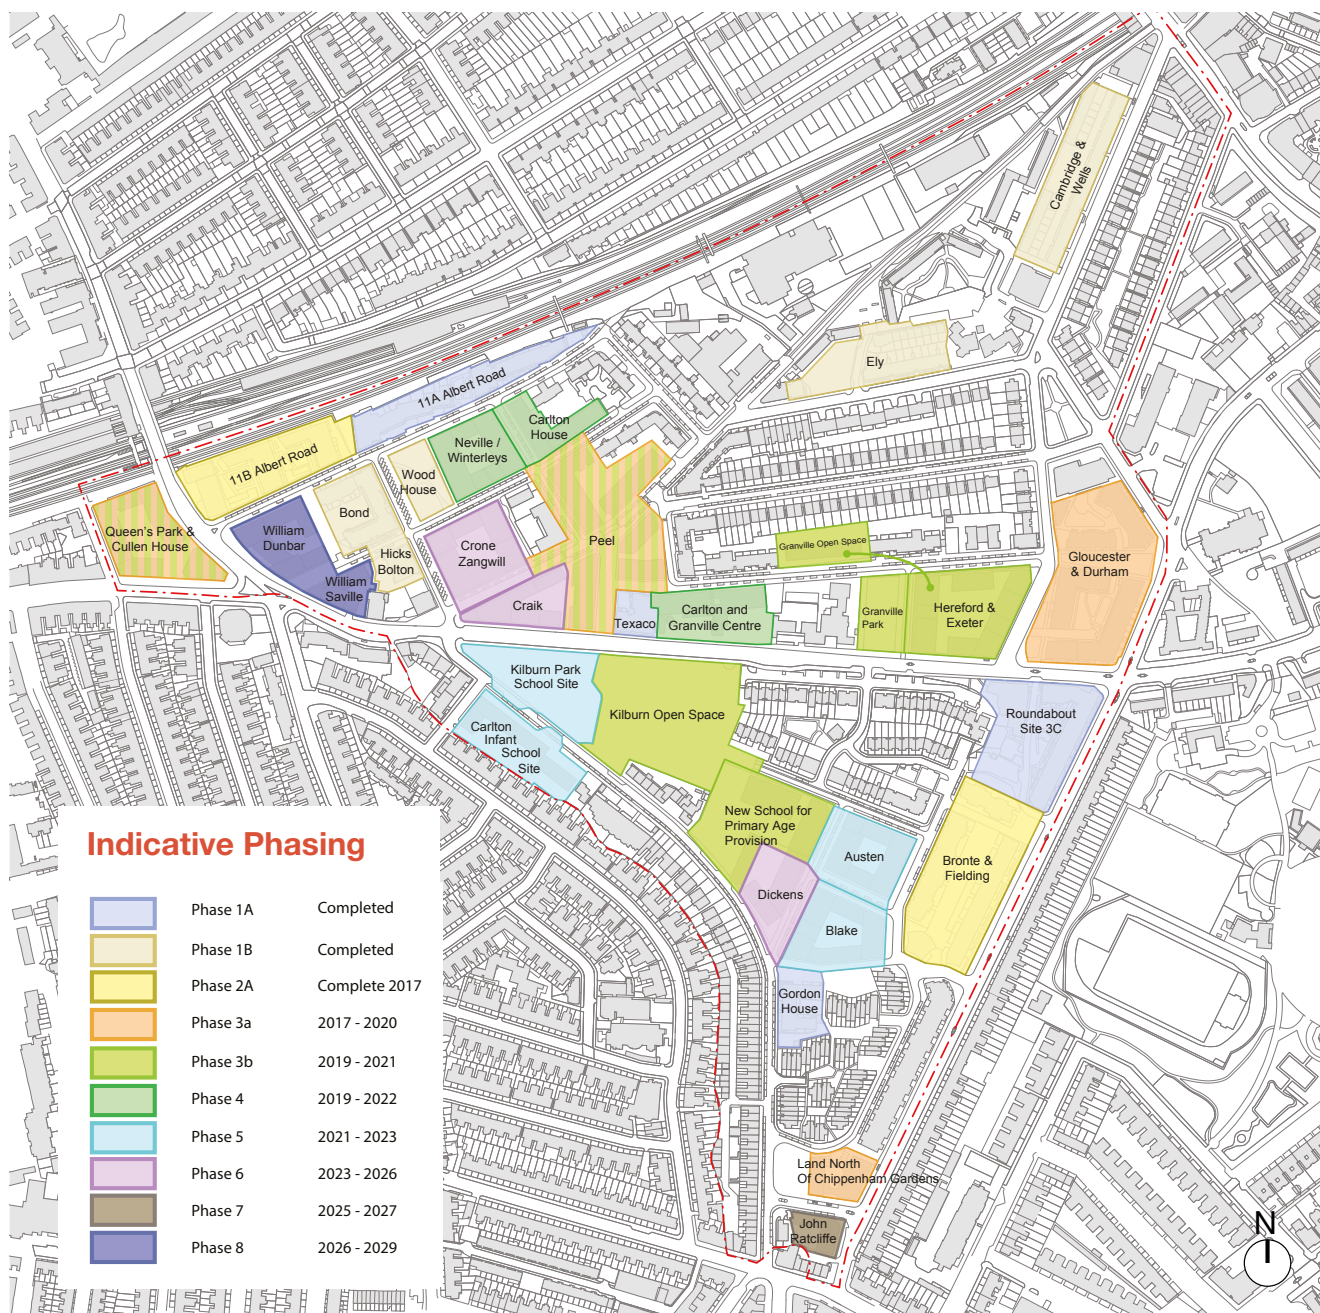 Cambridge &
Wells
Ely
11A Albert Road
Carlton
House
Neville /
Winterleys
11B Albert Road
Wood
House
Bond
Queen's Park &
Cullen House
William
Dunbar
Hicks
Bolton
William
Saville
Crone
Zangwill
Craik
Peel
Granville Open Space
Gloucester
& Durham
Texaco
Carlton and
Granville Centre
Granville
Park
Hereford &
Exeter
Kilburn Park
School Site
Kilburn Open Space
Carlton
Infant
School
Site
Roundabout
Site 3C
New School for
Primary Age
Provision
Austen
Bronte &
Fielding
Dickens
Blake
Gordon
House
Land North
Of Chippenham Gardens
John
Ratcliffe
N
Indicative Phasing
Phase 1A Completed
Phase 1B Completed
Phase 2A Complete 2017
Phase 3a 2017 - 2020
Phase 3b 2019 - 2021
Phase 4 2019 - 2022
Phase 5 2021 - 2023
Phase 6 2023 - 2026
Phase 7 2025 - 2027
Phase 8 2026 - 2029